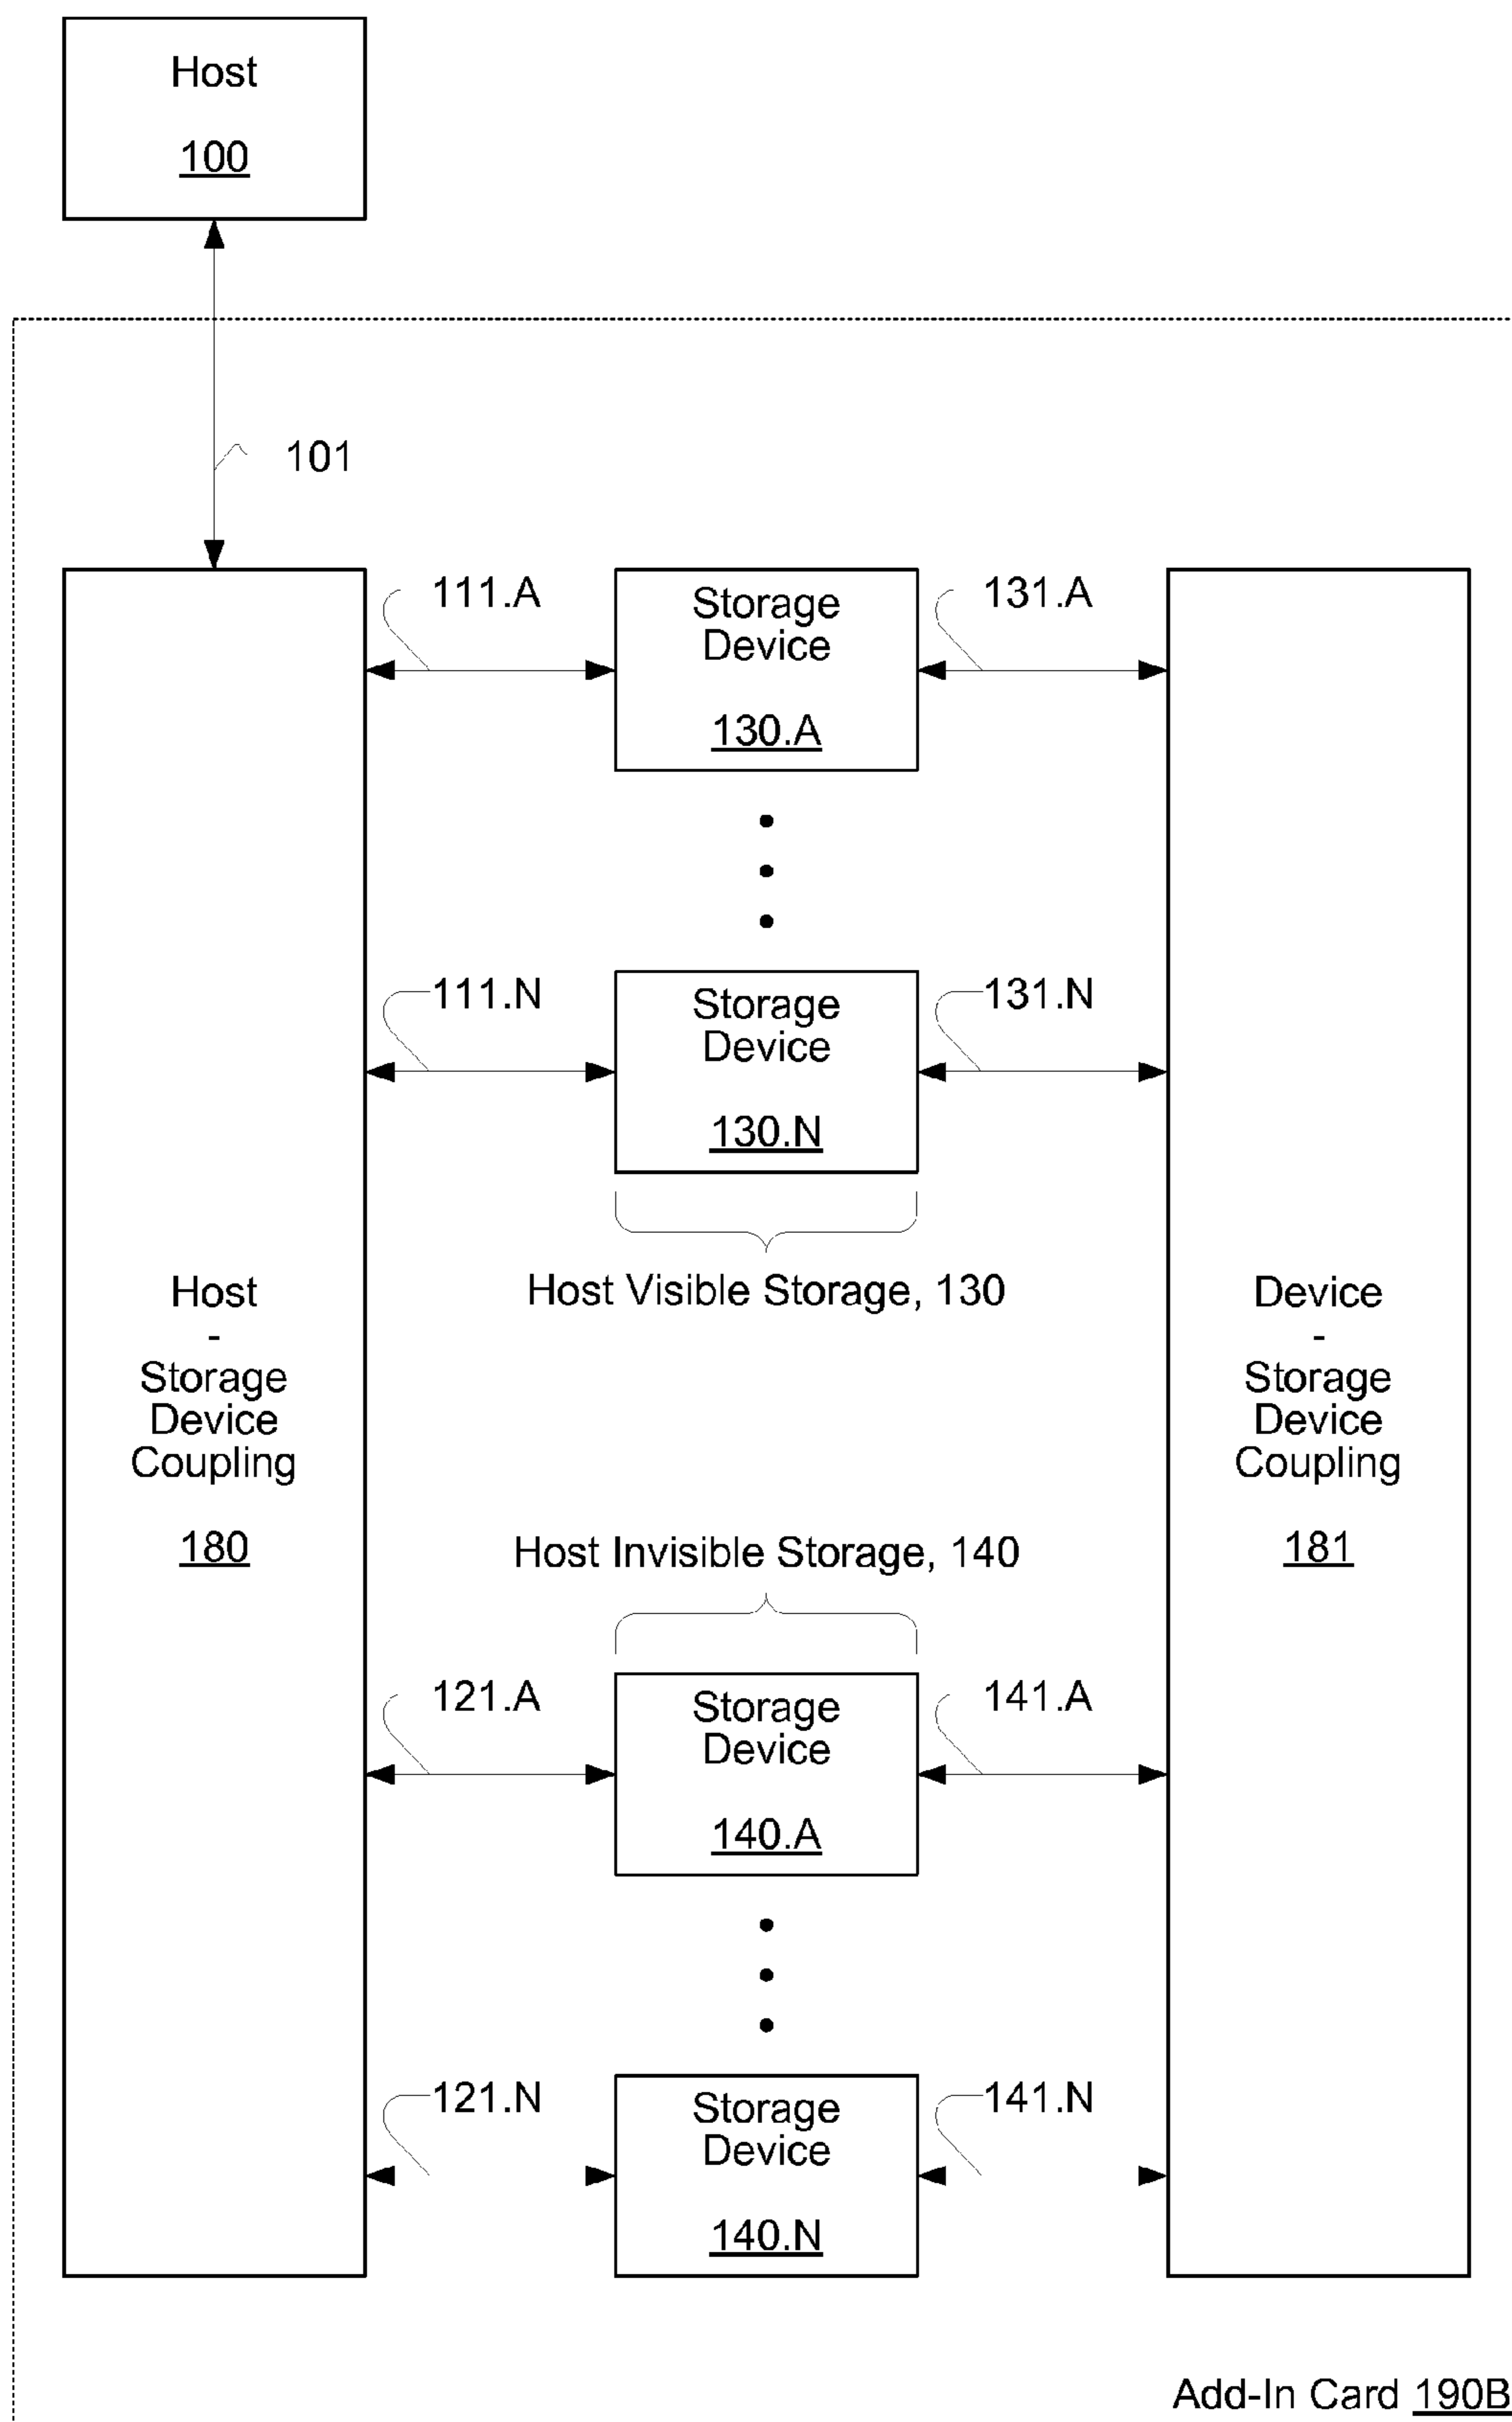 Host
100
101
111.A
Storage
Device
130.A
131.A
111.N
Storage
Device
130.N
131.N
Host Visible Storage, 130
Host
-
Storage
Device
Coupling
180
Device
-
Storage
Device
Coupling
181
Host Invisible Storage, 140
121.A
Storage
Device
140.A
141.A
121.N
Storage
Device
140.N
141.N
Add-In Card 190B